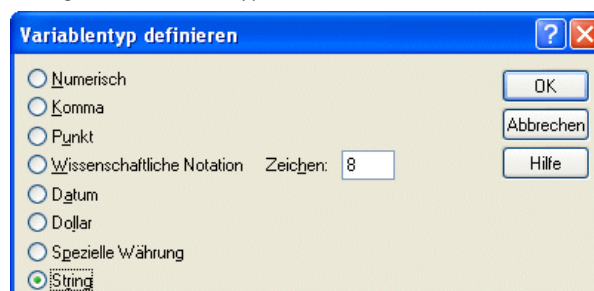 Variablentyp definieren
Numerisch
Komma
Punkt
Wissenschaftliche Notation Zeichen: 8
Datum
Dollar
Spezielle Währung
String
OK
Abbrechen
Hilfe